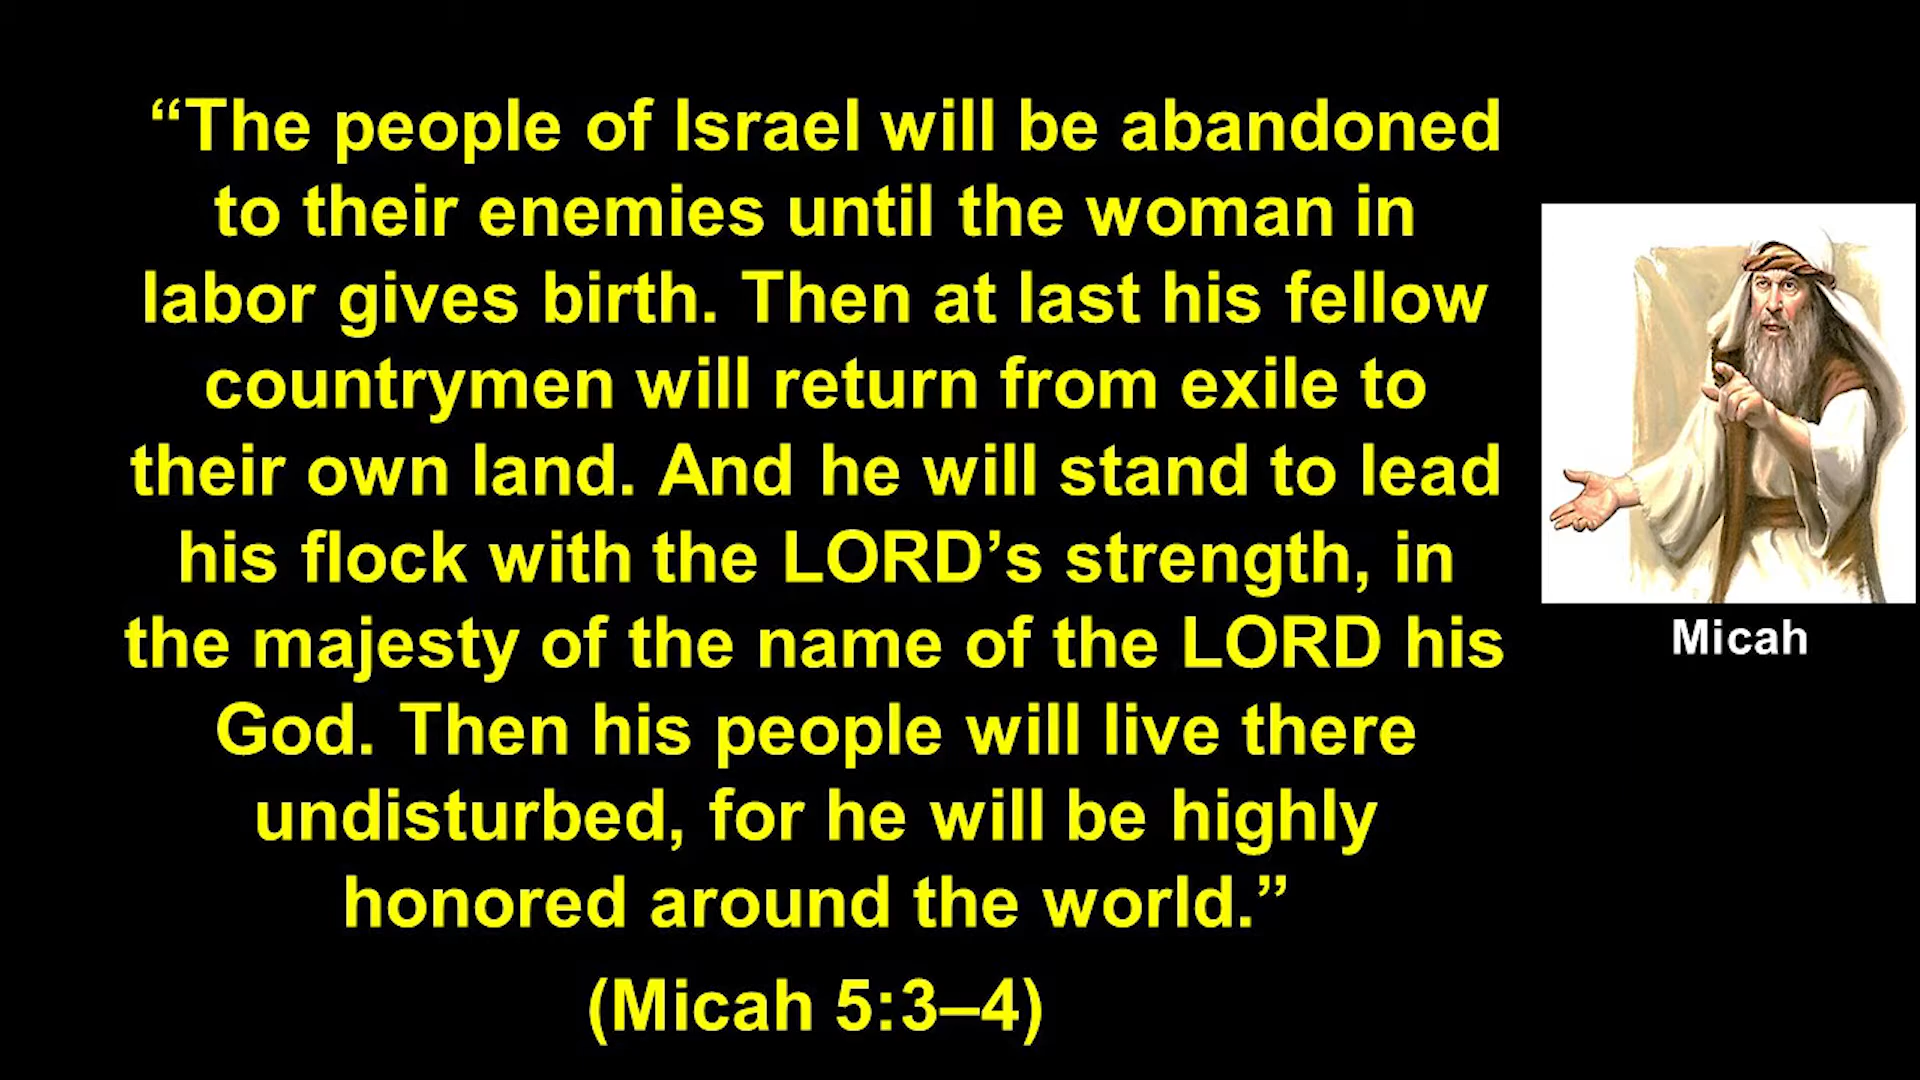 “The people of Israel will be abandoned
to their enemies until the woman in
labor gives birth. Then at last his fellow
countrymen will return from exile to
their own land. And he will stand to lead
his flock with the LORD’s strength, in
the majesty of the name of the LORD his
God. Then his people will live there
undisturbed, for he will be highly
honored around the world.”
(Micah 5:3–4)
Micah